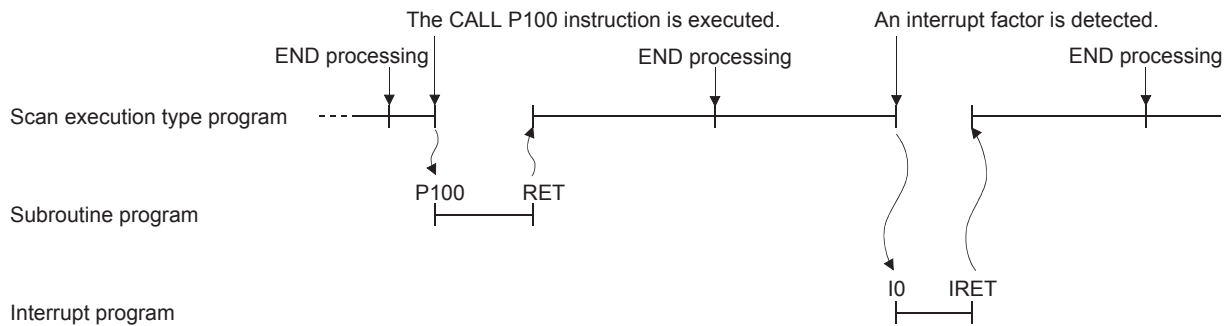 The CALL P100 instruction is executed. An interrupt factor is detected.
END processing END processing END processing
Scan execution type program
P100 RET
Subroutine program
I0 IRET
Interrupt program